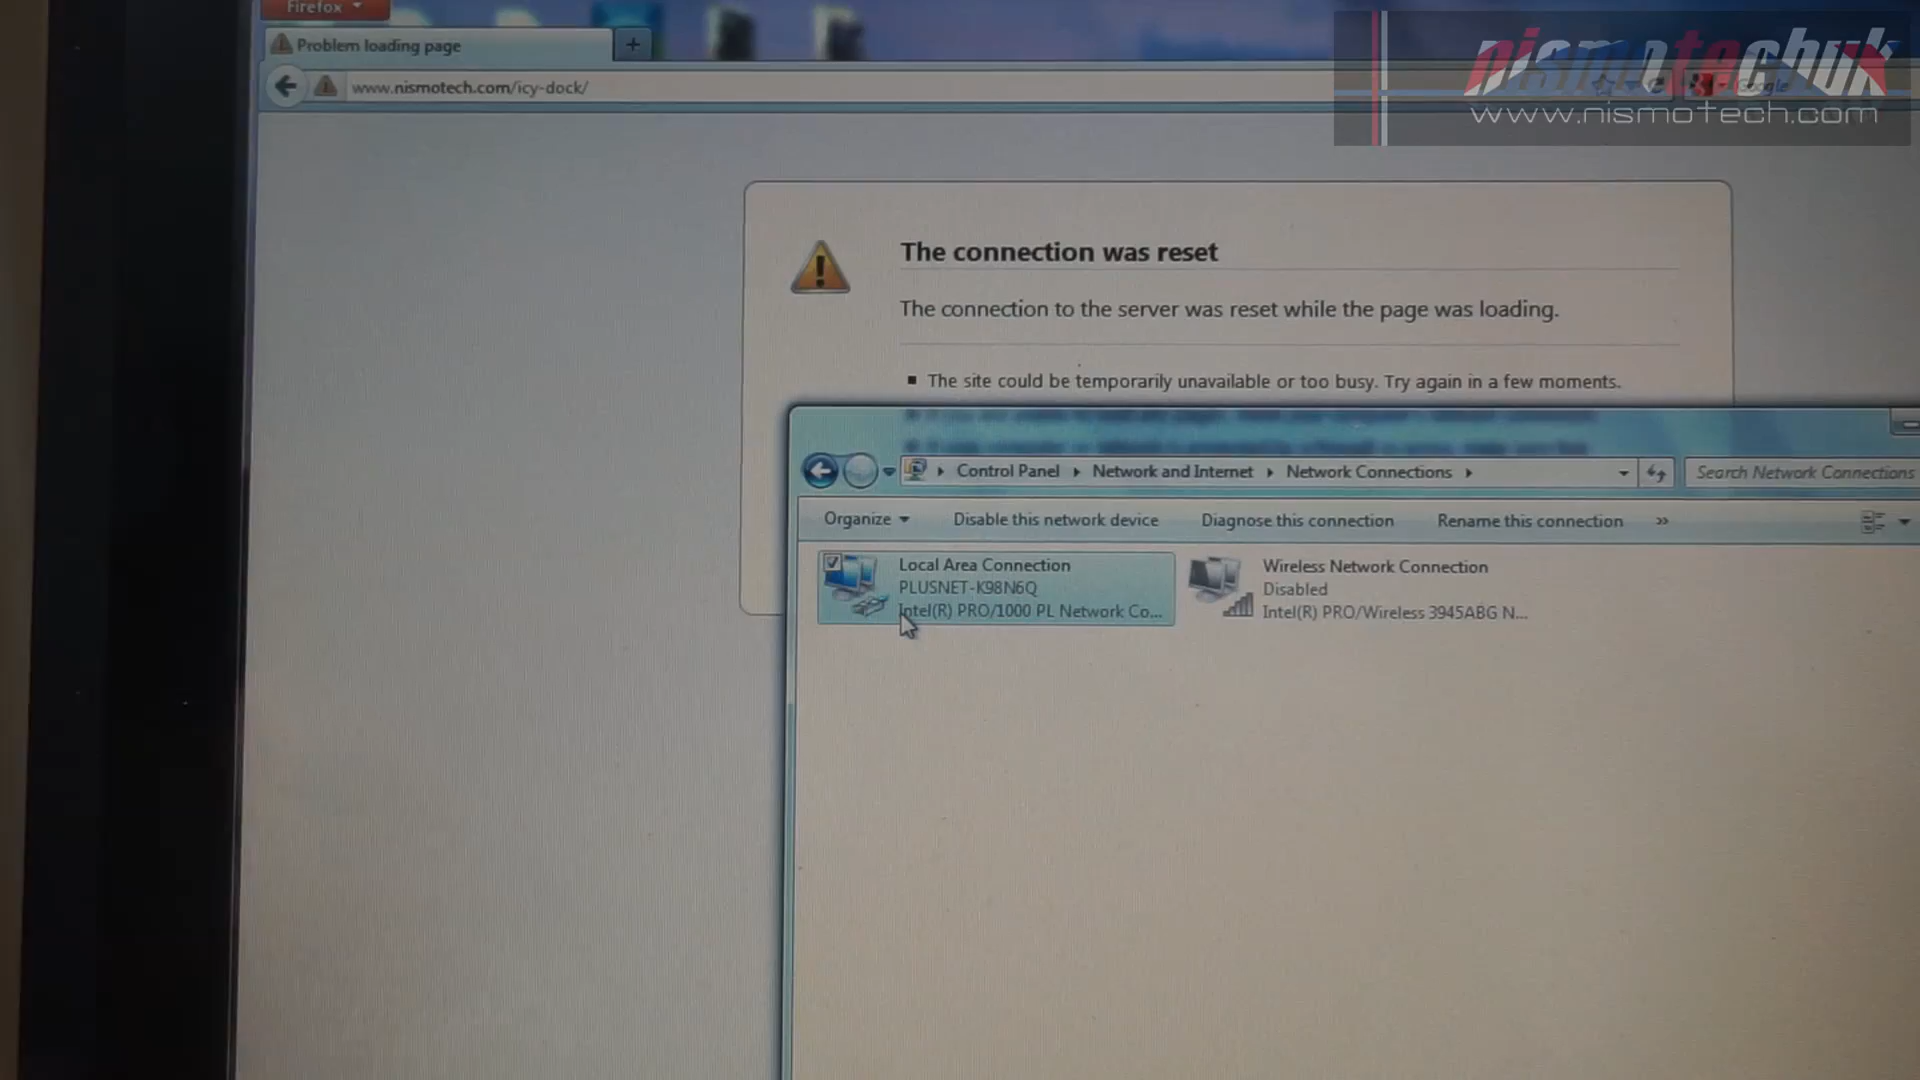 Firefox
Problem loading page
www.nismotech.com/icy-dock/
Google
nismotechuk
www.nismotech.com
The connection was reset
The connection to the server was reset while the page was loading.
The site could be temporarily unavailable or too busy. Try again in a few moments.
Control Panel
Network and Internet
Network Connections
Search Network Connections
Organize
Disable this network device
Diagnose this connection
Rename this connection
»
Local Area Connection
PLUSNET-K98N6Q
Intel(R) PRO/1000 PL Network Co...
Wireless Network Connection
Disabled
Intel(R) PRO/Wireless 3945ABG N...